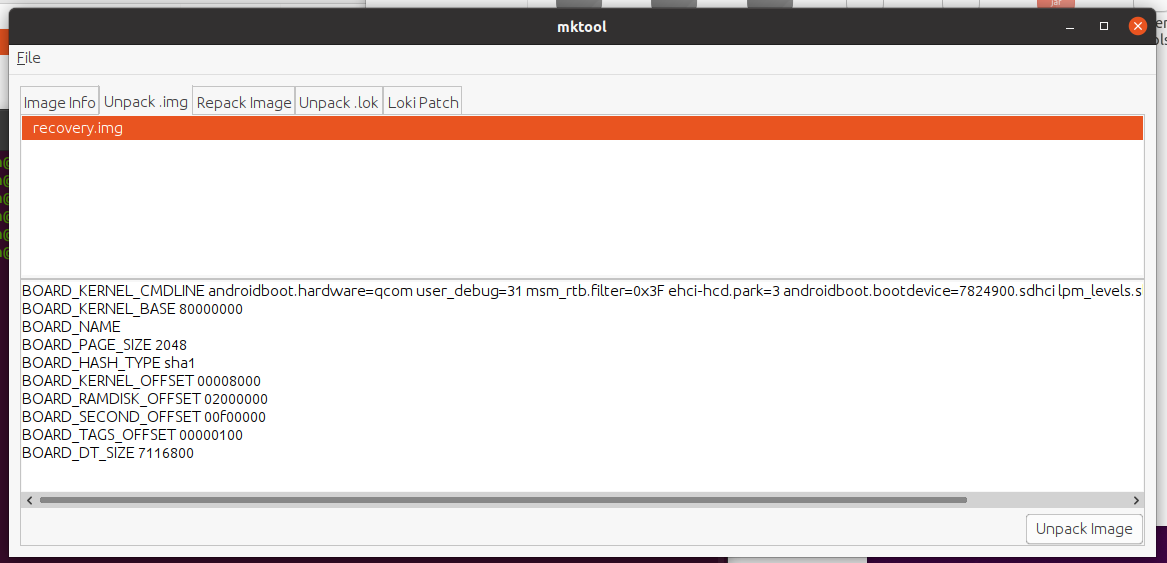 jar
mktool
File
Image Info Unpack .img Repack Image Unpack .lok Loki Patch
recovery.img
BOARD_KERNEL_CMDLINE androidboot.hardware=qcom user_debug=31 msm_rtb.filter=0x3F ehci-hcd.park=3 androidboot.bootdevice=7824900.sdhci
BOARD_KERNEL_BASE 80000000
BOARD_NAME
BOARD_PAGE_SIZE 2048
BOARD_HASH_TYPE sha1
BOARD_KERNEL_OFFSET 00008000
BOARD_RAMDISK_OFFSET 02000000
BOARD_SECOND_OFFSET 00f00000
BOARD_TAGS_OFFSET 00000100
BOARD_DT_SIZE 7116800
Unpack Image